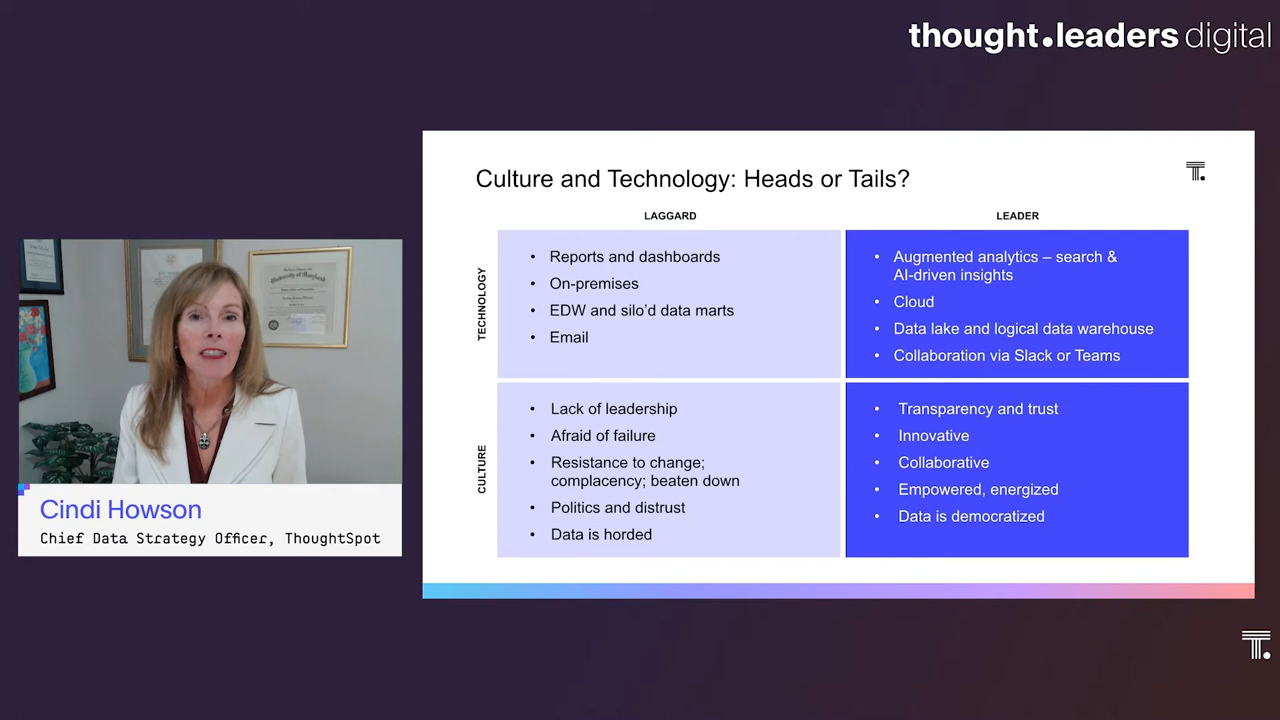 thought.leaders digital
Culture and Technology: Heads or Tails?
T.
LAGGARD
LEADER
TECHNOLOGY
• Reports and dashboards
• On-premises
• EDW and silo'd data marts
• Email
• Augmented analytics – search &
AI-driven insights
• Cloud
• Data lake and logical data warehouse
• Collaboration via Slack or Teams
CULTURE
• Lack of leadership
• Afraid of failure
• Resistance to change;
complacency; beaten down
• Politics and distrust
• Data is horded
• Transparency and trust
• Innovative
• Collaborative
• Empowered, energized
• Data is democratized
Cindi Howson
Chief Data Strategy Officer, ThoughtSpot
T.